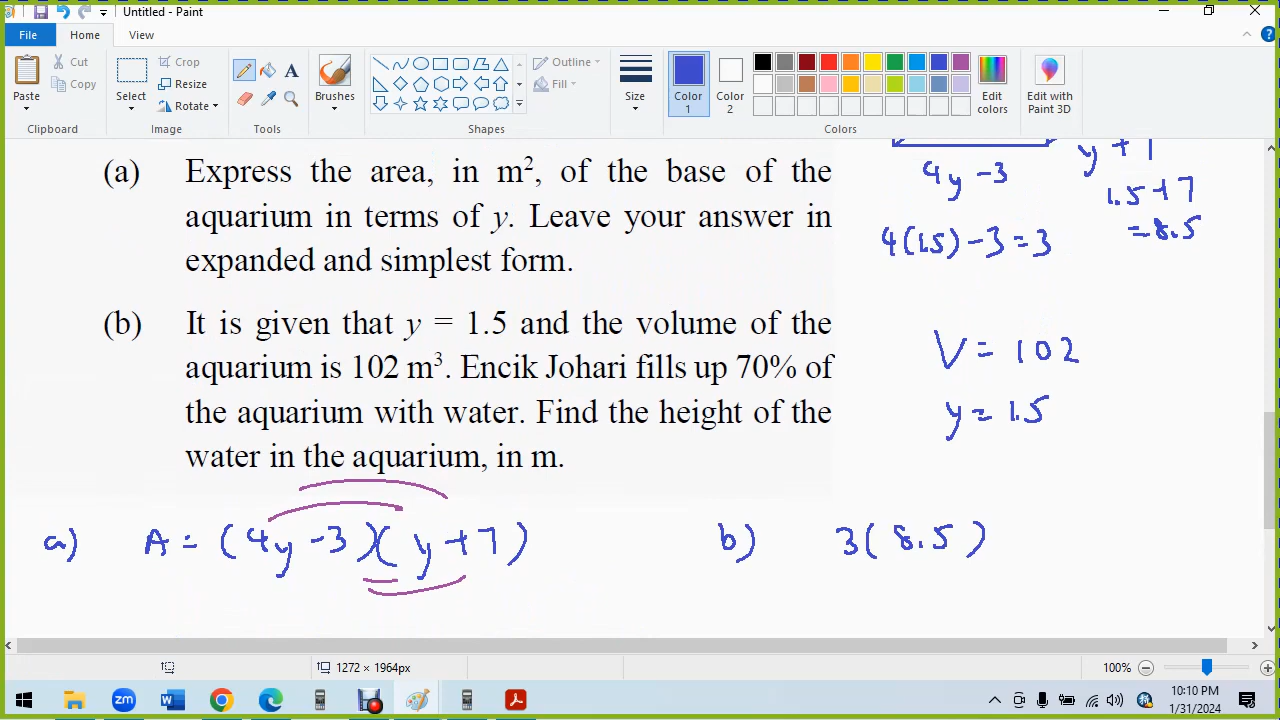 Untitled - Paint
File Home View
Paste Cut Copy Clipboard
Select Crop Resize Rotate Image
A Tools
Brushes
Outline Fill Shapes
Size
Color 1 Color 2 Edit colors Colors
Edit with Paint 3D
(a) Express the area, in m², of the base of the
aquarium in terms of y. Leave your answer in
expanded and simplest form.
(b) It is given that y = 1.5 and the volume of the
aquarium is 102 m³. Encik Johari fills up 70% of
the aquarium with water. Find the height of the
water in the aquarium, in m.
4y - 3
y + 7
1.5 + 7
= 8.5
4(1.5) - 3 = 3
V = 102
y = 1.5
a) A = (4y - 3)(y + 7)
b) 3(8.5)
1272 × 1964px
100%
10:10 PM
1/31/2024